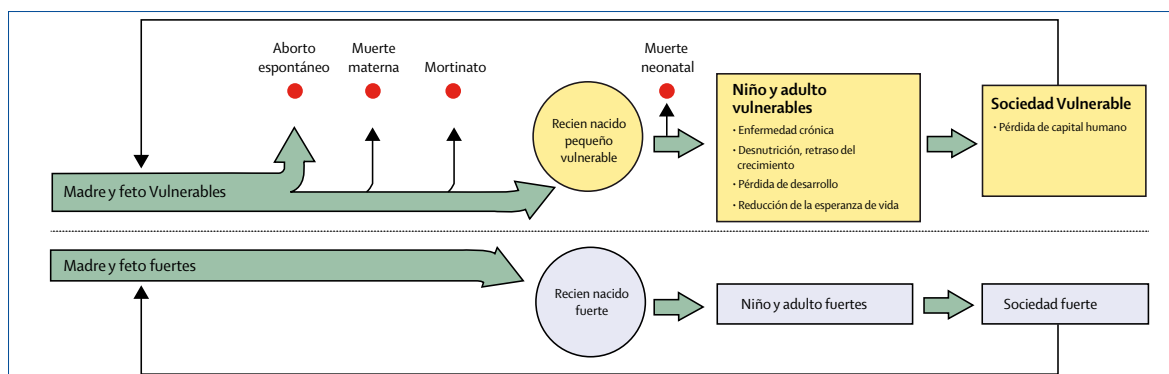 Aborto
espontáneo
Muerte
materna
Mortinato
Muerte
neonatal
Recien nacido
pequeño
vulnerable
Niño y adulto
vulnerables
· Enfermedad crónica
· Desnutrición, retraso del
crecimiento
· Pérdida de desarrollo
· Reducción de la esperanza de vida
Sociedad Vulnerable
· Pérdida de capital humano
Madre y feto Vulnerables
Madre y feto fuertes
Recien nacido
fuerte
Niño y adulto fuertes
Sociedad fuerte